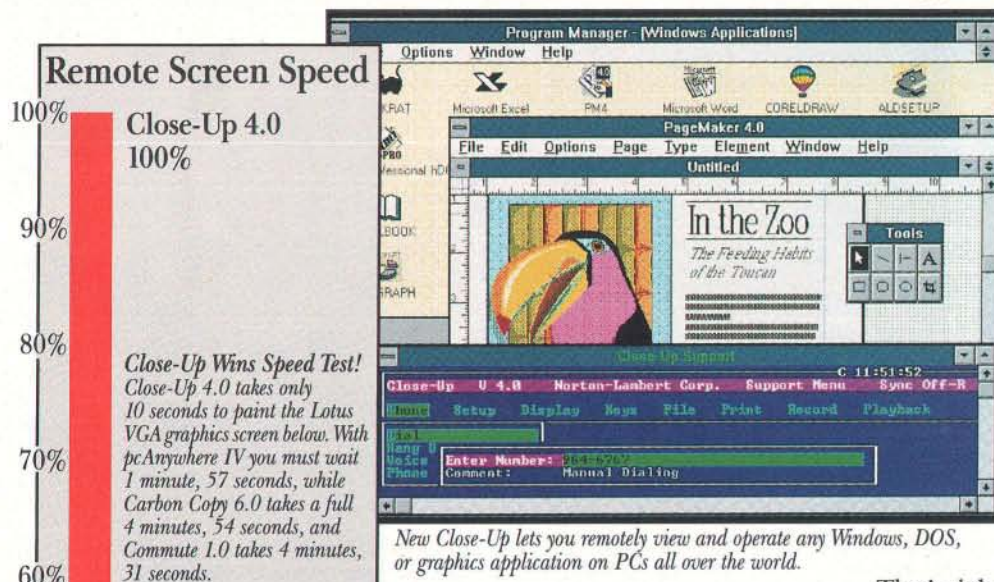 Remote Screen Speed
100%
90%
80%
70%
60%
Close-Up 4.0
100%
Close-Up Wins Speed Test!
Close-Up 4.0 takes only
10 seconds to paint the Lotus
VGA graphics screen below. With
pcAnywhere IV you must wait
1 minute, 57 seconds, while
Carbon Copy 6.0 takes a full
4 minutes, 54 seconds, and
Commute 1.0 takes 4 minutes,
31 seconds.
Program Manager - [Windows Applications]
Options Window Help
Microsoft Excel PM4 Microsoft Word CORELDRAW ALDSETUP
PageMaker 4.0
File Edit Options Page Type Element Window Help
Untitled
In the Zoo
The Feeding Habits
of the Toucan
Tools
A
Close-Up Support
C 11:51:52
Close-Up V 4.0 Norton-Lambert Corp. Support Menu Sync Off-R
Phone Setup Display Keys File Print Record Playback
Dial
Hang U
Voice
Phone
Enter Number: 964-6767
Comment: Manual Dialing
New Close-Up lets you remotely view and operate any Windows, DOS,
or graphics application on PCs all over the world.